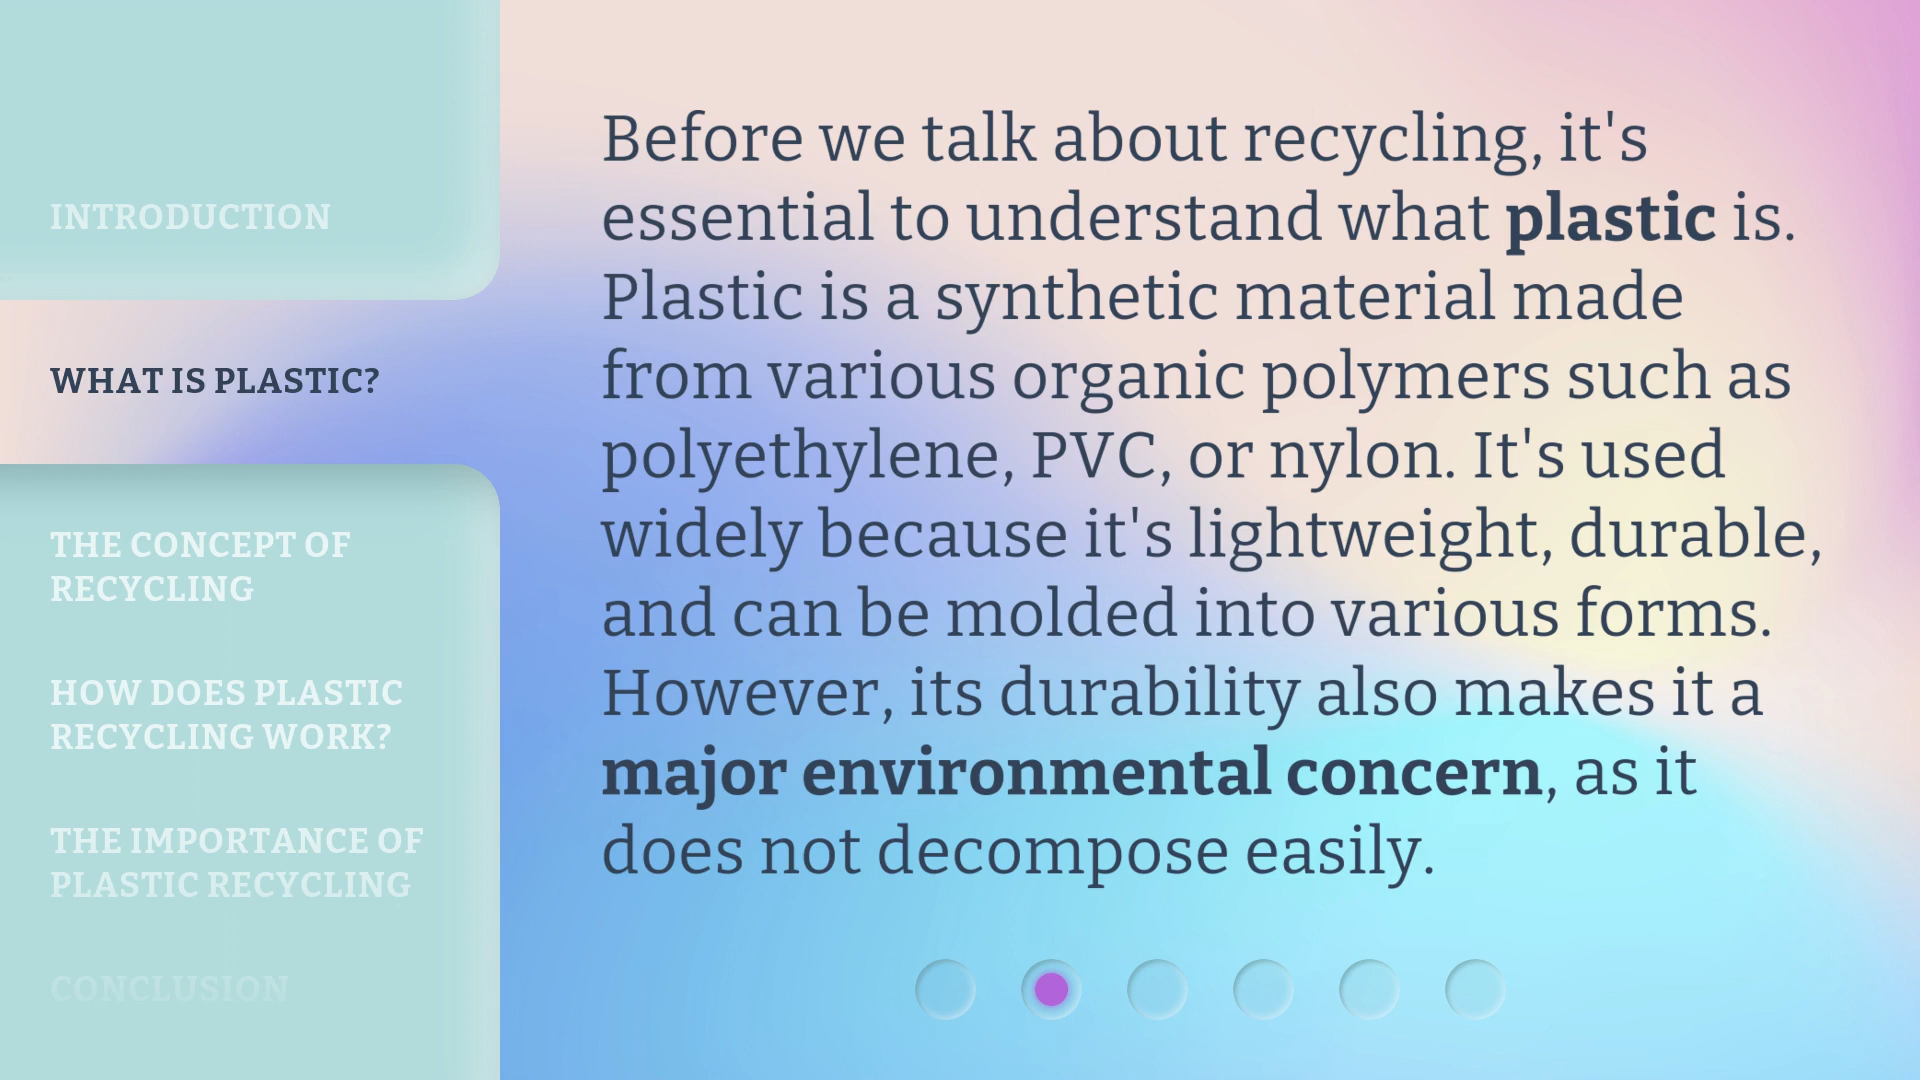 INTRODUCTION
WHAT IS PLASTIC?
THE CONCEPT OF
RECYCLING
HOW DOES PLASTIC
RECYCLING WORK?
THE IMPORTANCE OF
PLASTIC RECYCLING
CONCLUSION
Before we talk about recycling, it's
essential to understand what plastic is.
Plastic is a synthetic material made
from various organic polymers such as
polyethylene, PVC, or nylon. It's used
widely because it's lightweight, durable,
and can be molded into various forms.
However, its durability also makes it a
major environmental concern, as it
does not decompose easily.